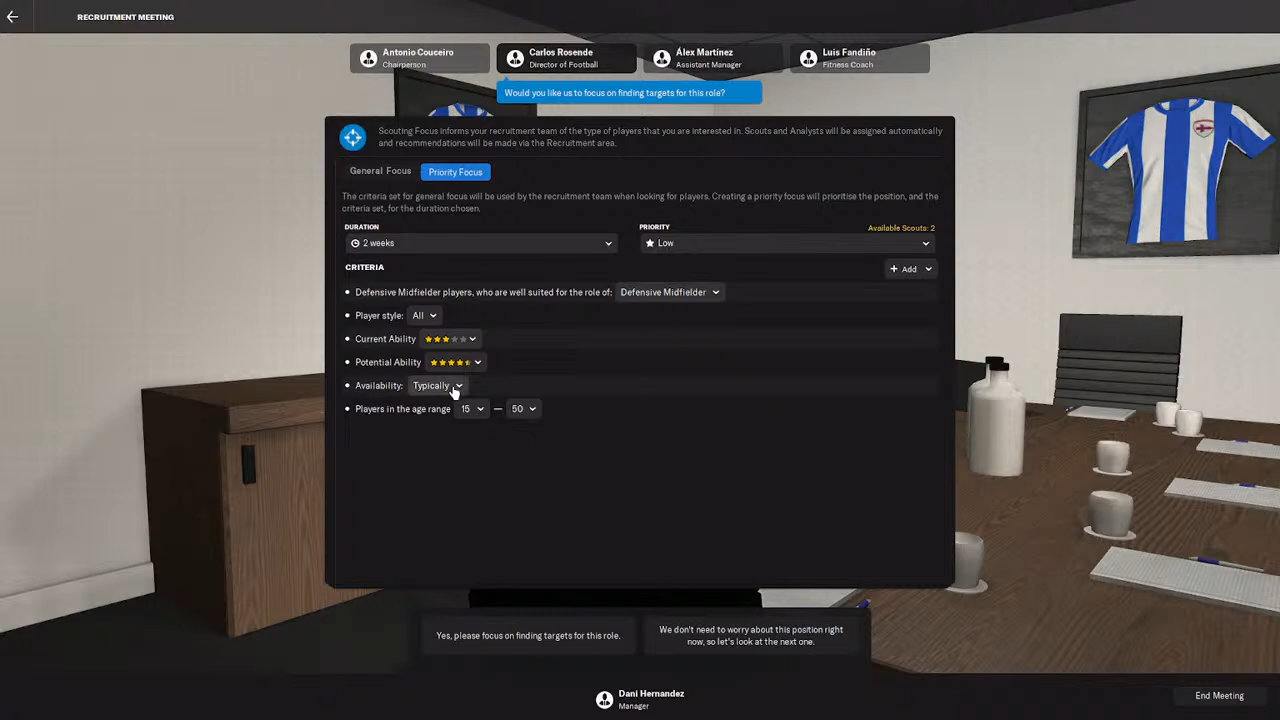 RECRUITMENT MEETING
Antonio Couceiro
Chairperson
Carlos Rosende
Director of Football
Álex Martínez
Assistant Manager
Luis Fandiño
Fitness Coach
Would you like us to focus on finding targets for this role?
Scouting Focus informs your recruitment team of the type of players that you are interested in. Scouts and Analysts will be assigned automatically
and recommendations will be made via the Recruitment area.
General Focus
Priority Focus
The criteria set for general focus will be used by the recruitment team when looking for players. Creating a priority focus will prioritise the position, and the
criteria set, for the duration chosen.
DURATION
PRIORITY
Available Scouts: 2
2 weeks
Low
CRITERIA
+ Add
• Defensive Midfielder players, who are well suited for the role of: Defensive Midfielder
• Player style: All
• Current Ability
• Potential Ability
• Availability: Typically
• Players in the age range 15 — 50
Yes, please focus on finding targets for this role.
We don't need to worry about this position right
now, so let's look at the next one.
Dani Hernandez
Manager
End Meeting